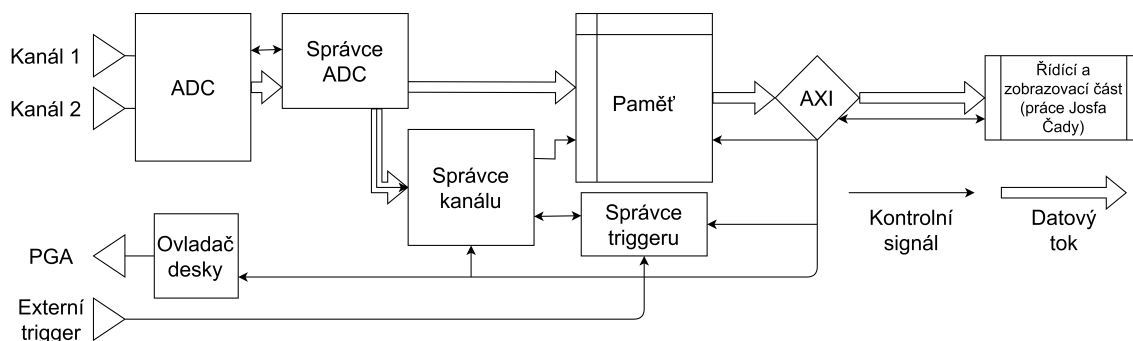 Kanál 1
Kanál 2
ADC
Správce
ADC
Paměť
AXI
Řídící a
zobrazovací část
(práce Josfa
Čady)
Správce
kanálu
Správce
triggeru
Kontrolní
signál
Datový
tok
PGA
Ovladač
desky
Externí
trigger